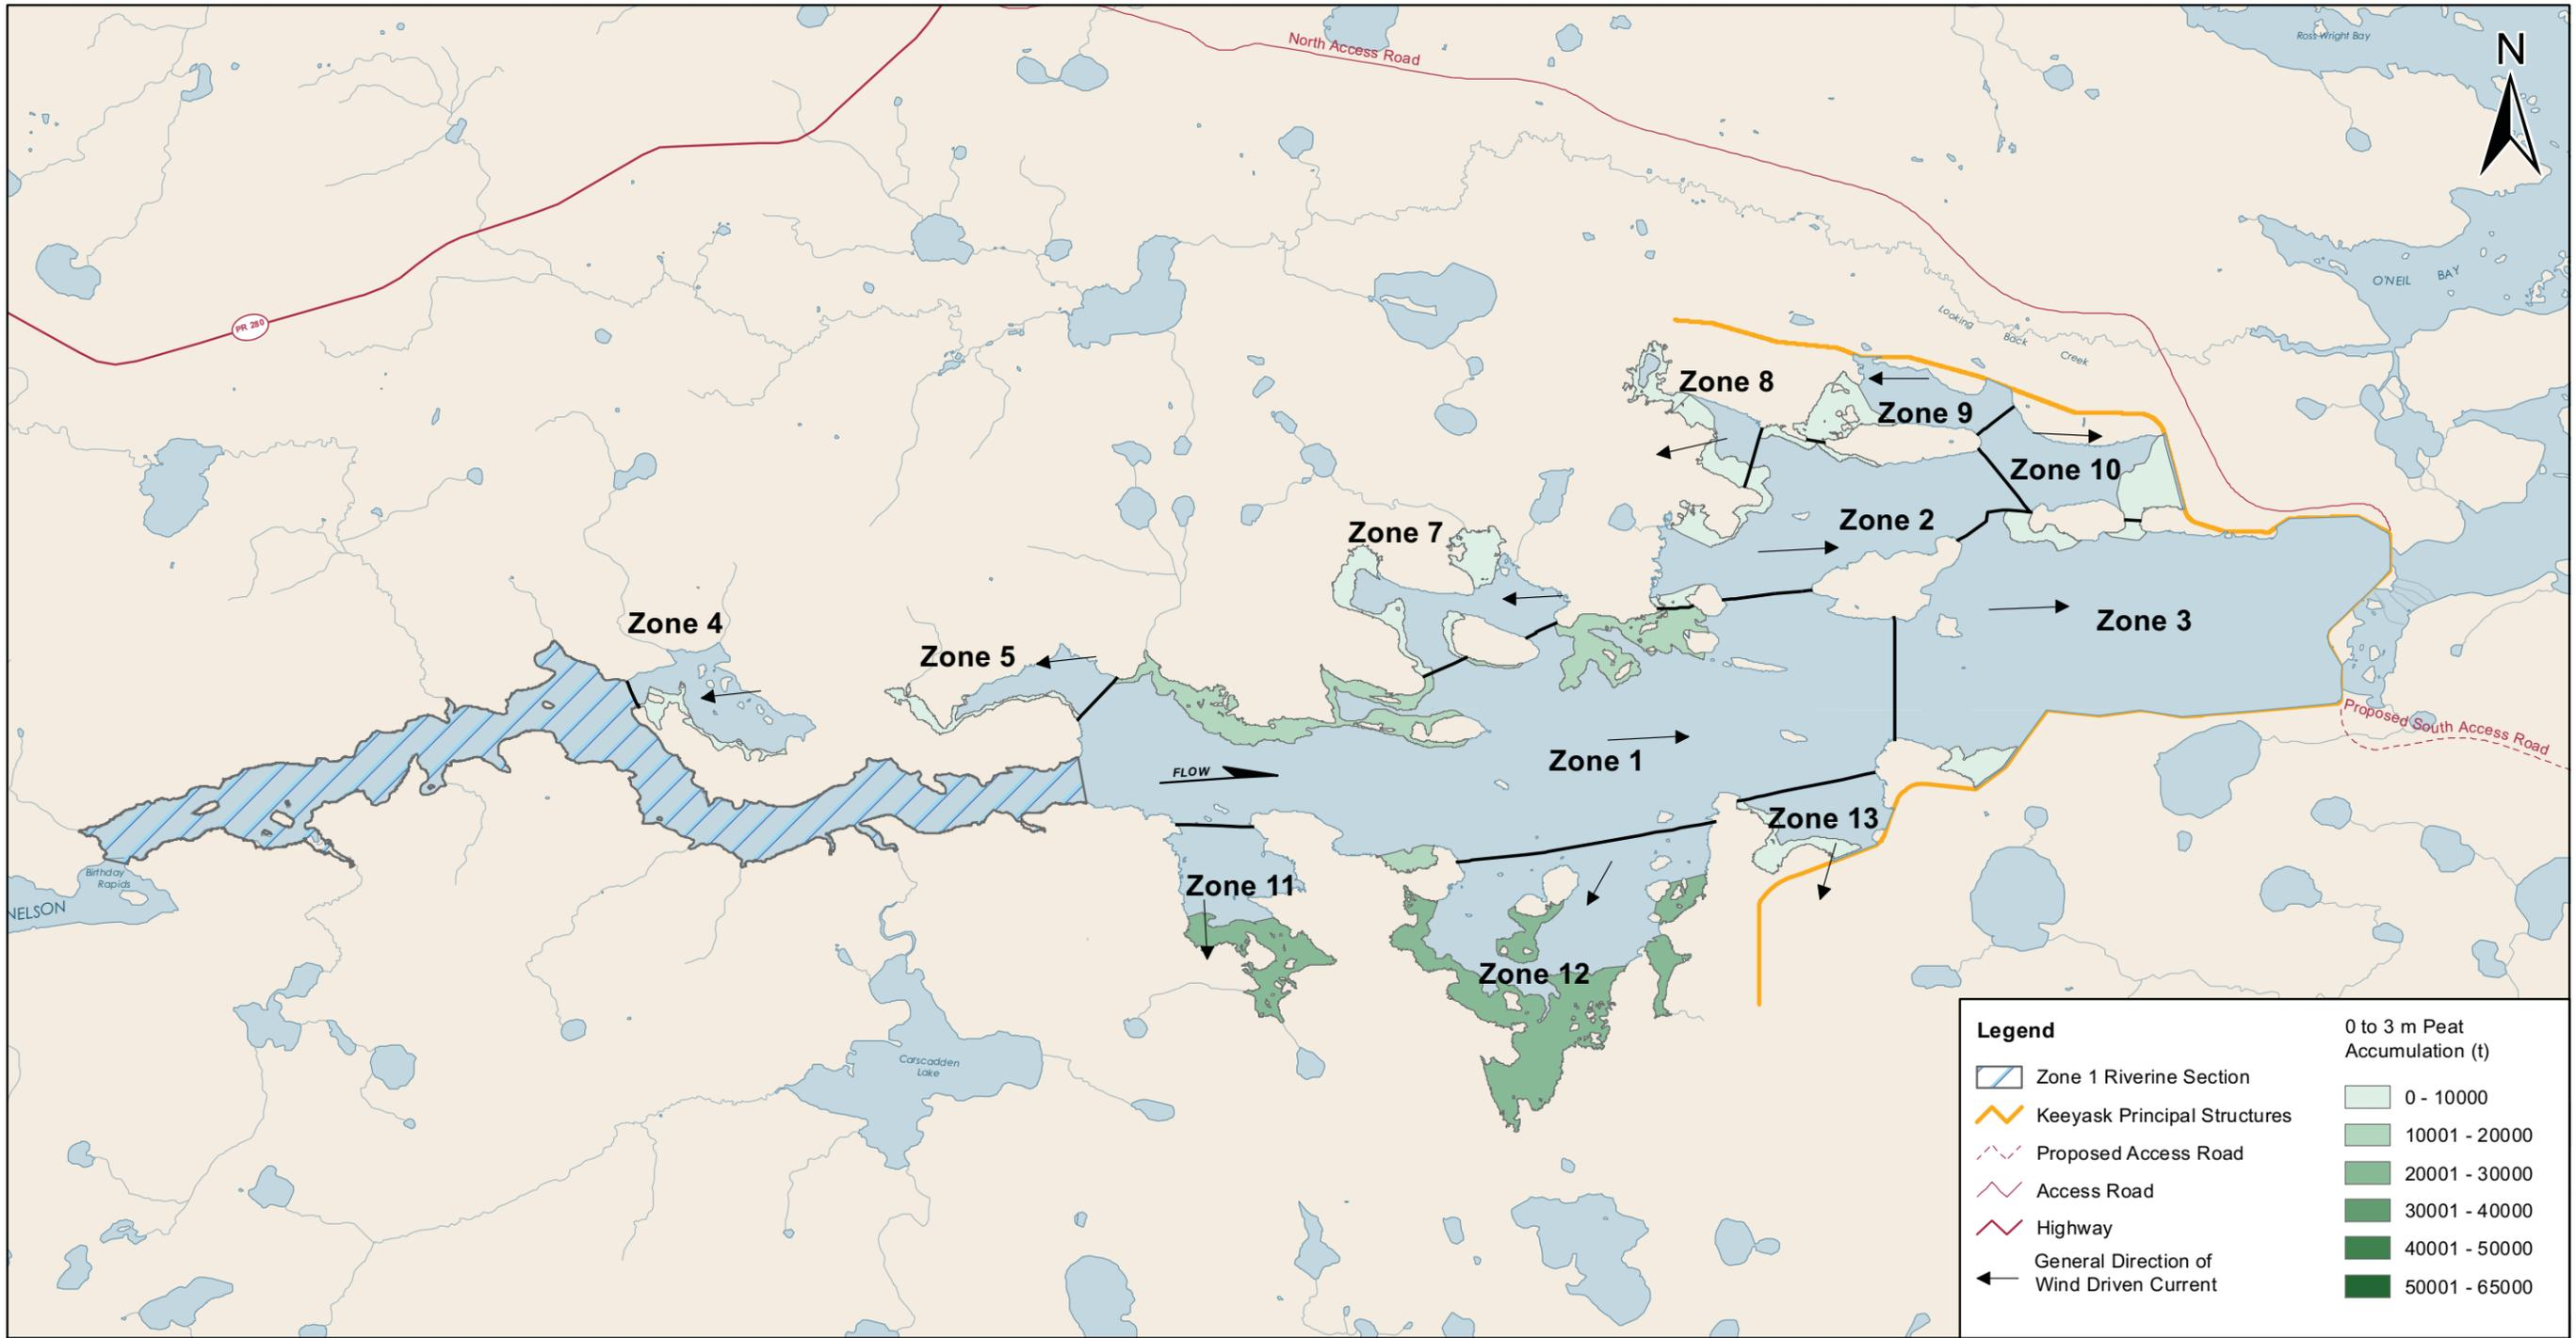 Ross Wright Bay
N
North Access Road
O'NEIL BAY
PR 280
Looking Back Creek
Zone 8
Zone 9
Zone 10
Zone 2
Zone 7
Zone 4
Zone 3
Zone 5
Proposed South Access Road
Zone 1
FLOW
Zone 13
Birthday
Rapids
Zone 11
NELSON
Zone 12
Carscadden
Lake
Legend
Zone 1 Riverine Section
Keeyask Principal Structures
Proposed Access Road
Access Road
Highway
General Direction of
Wind Driven Current
0 to 3 m Peat
Accumulation (t)
0 - 10000
10001 - 20000
20001 - 30000
30001 - 40000
40001 - 50000
50001 - 65000